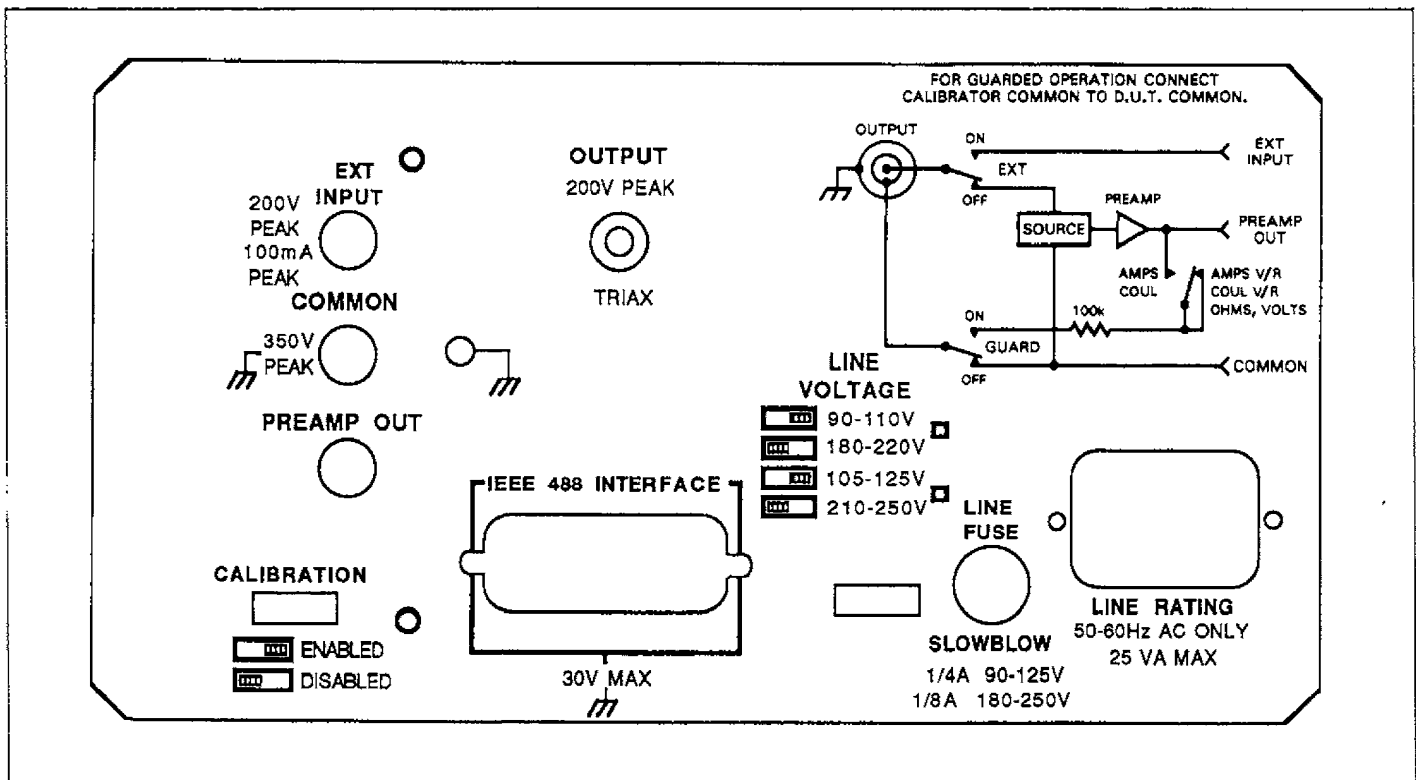 FOR GUARDED OPERATION CONNECT
CALIBRATOR COMMON TO D.U.T. COMMON.
EXT
INPUT
200V
PEAK
100mA
PEAK
COMMON
350V
PEAK
PREAMP OUT
OUTPUT
200V PEAK
TRIAX
OUTPUT
ON
EXT
OFF
EXT
INPUT
PREAMP
SOURCE
PREAMP
OUT
AMPS
COUL
AMPS V/R
COUL V/R
OHMS, VOLTS
100k
ON
GUARD
OFF
COMMON
LINE
VOLTAGE
90-110V
180-220V
105-125V
210-250V
IEEE 488 INTERFACE
30V MAX
CALIBRATION
ENABLED
DISABLED
LINE
FUSE
SLOWBLOW
1/4A 90-125V
1/8A 180-250V
LINE RATING
50-60Hz AC ONLY
25 VA MAX